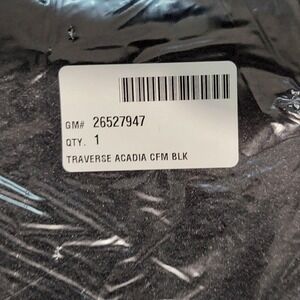 GM# 26527947
QTY. 1
TRAVERSE ACADIA CFM BLK